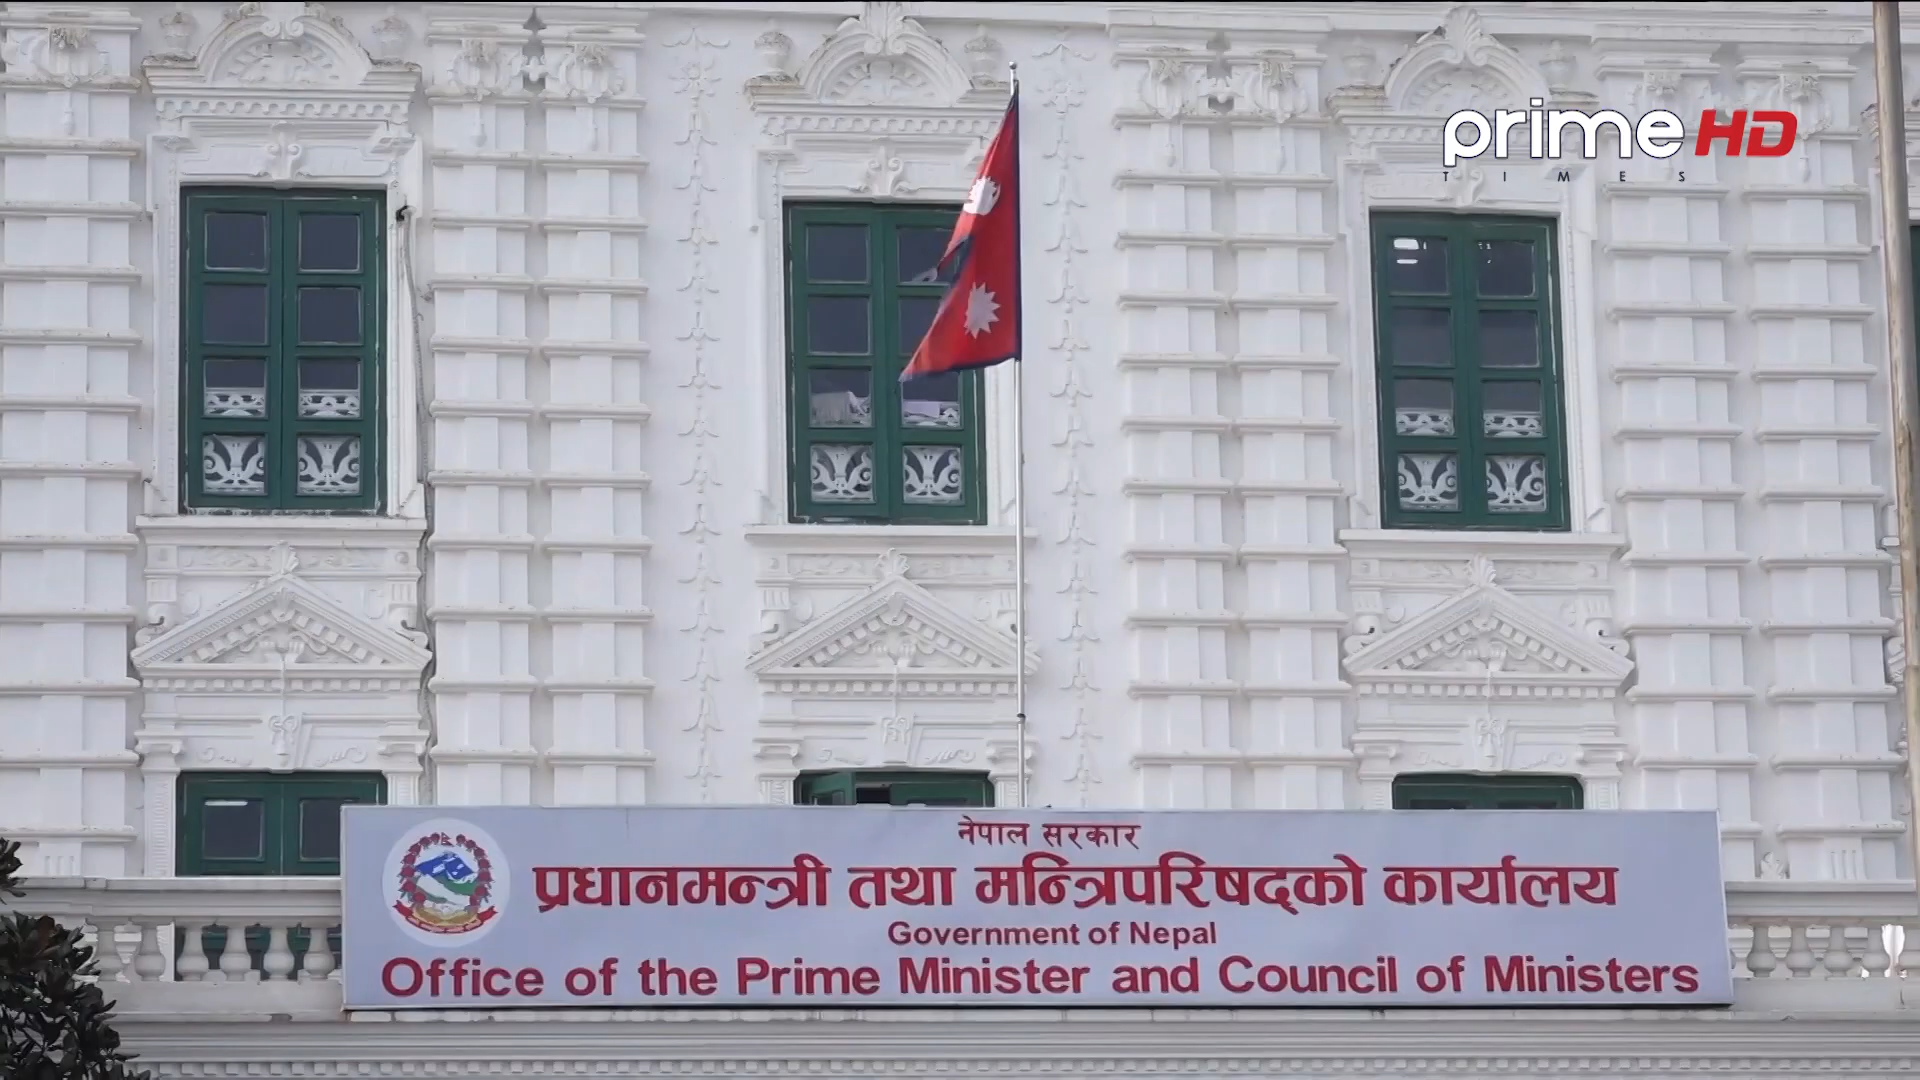 prime HD
TIMES
नेपाल सरकार
प्रधानमन्त्री तथा मन्त्रिपरिषद्को कार्यालय
Government of Nepal
Office of the Prime Minister and Council of Ministers